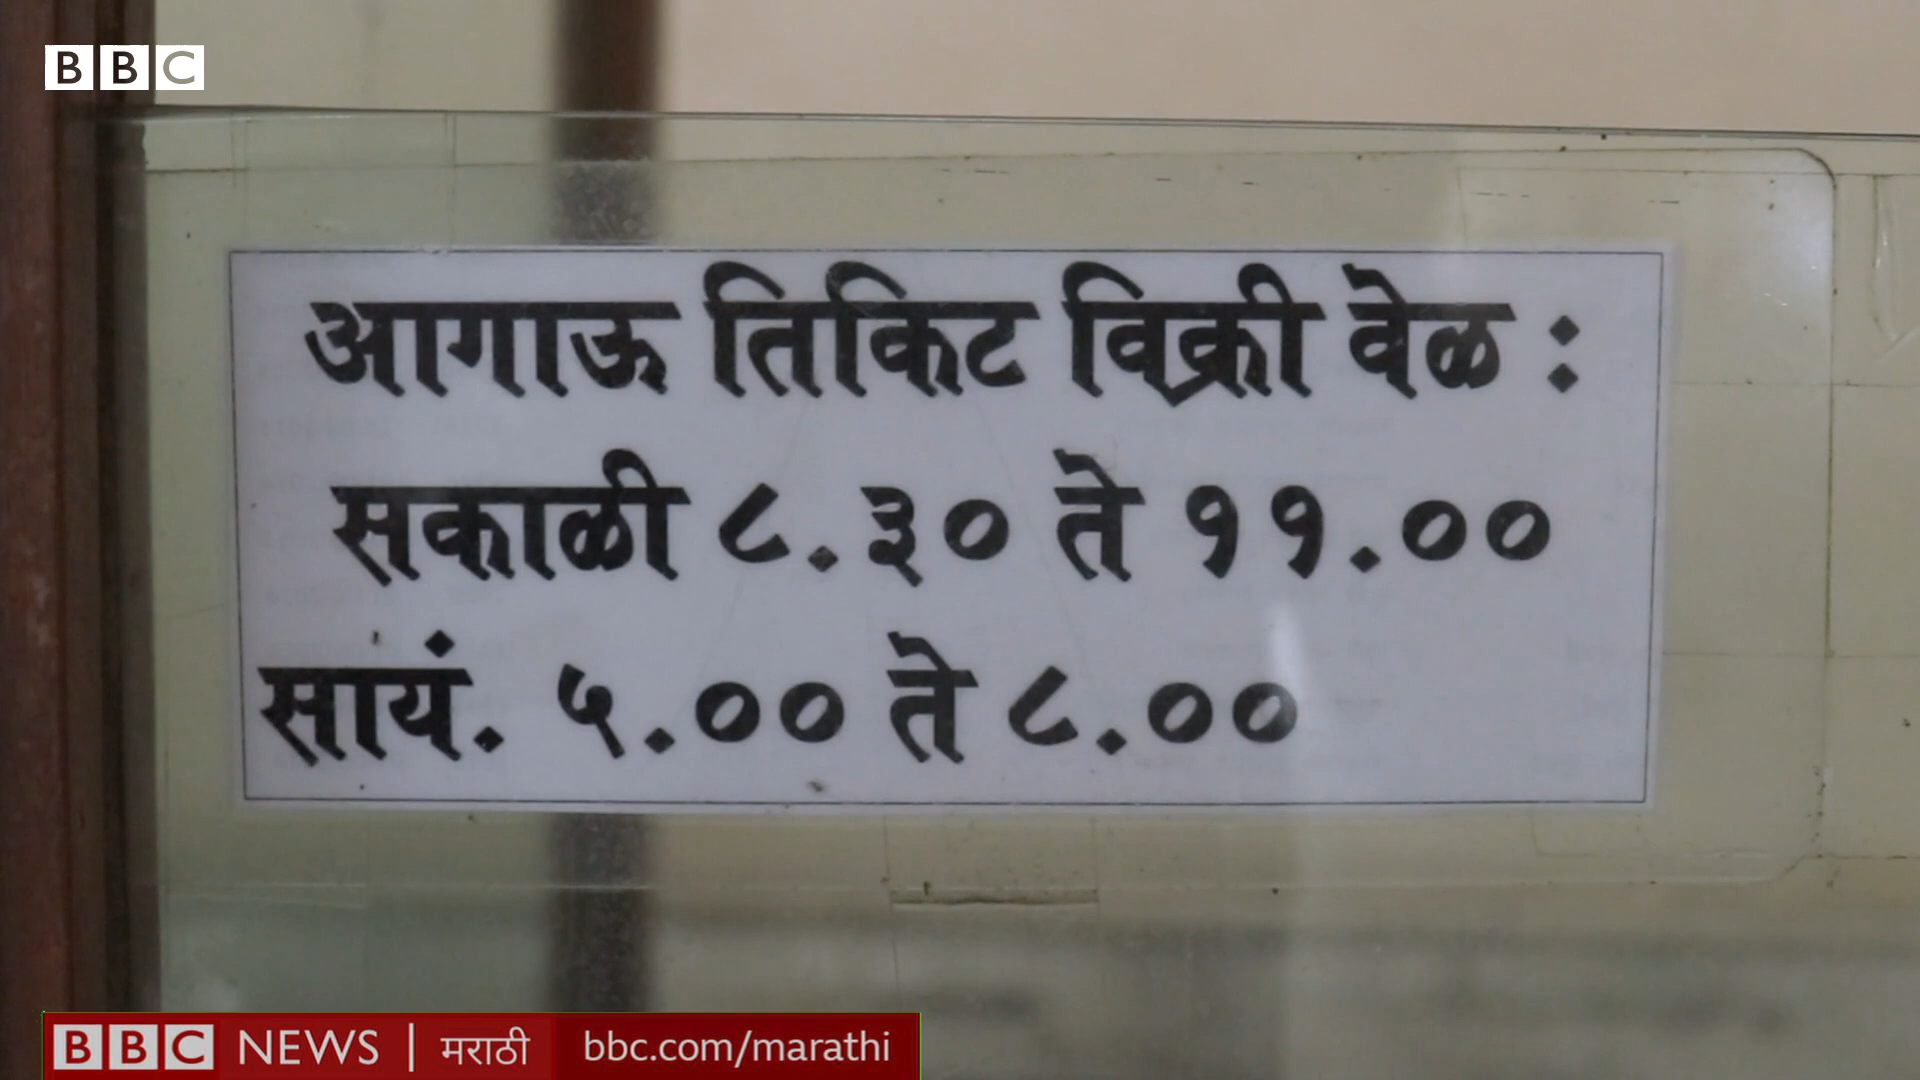 BBC
आगाऊ तिकिट विक्री वेळ :
सकाळी ८.३० ते ११.००
सायं. ५.०० ते ८.००
BBC NEWS | मराठी bbc.com/marathi